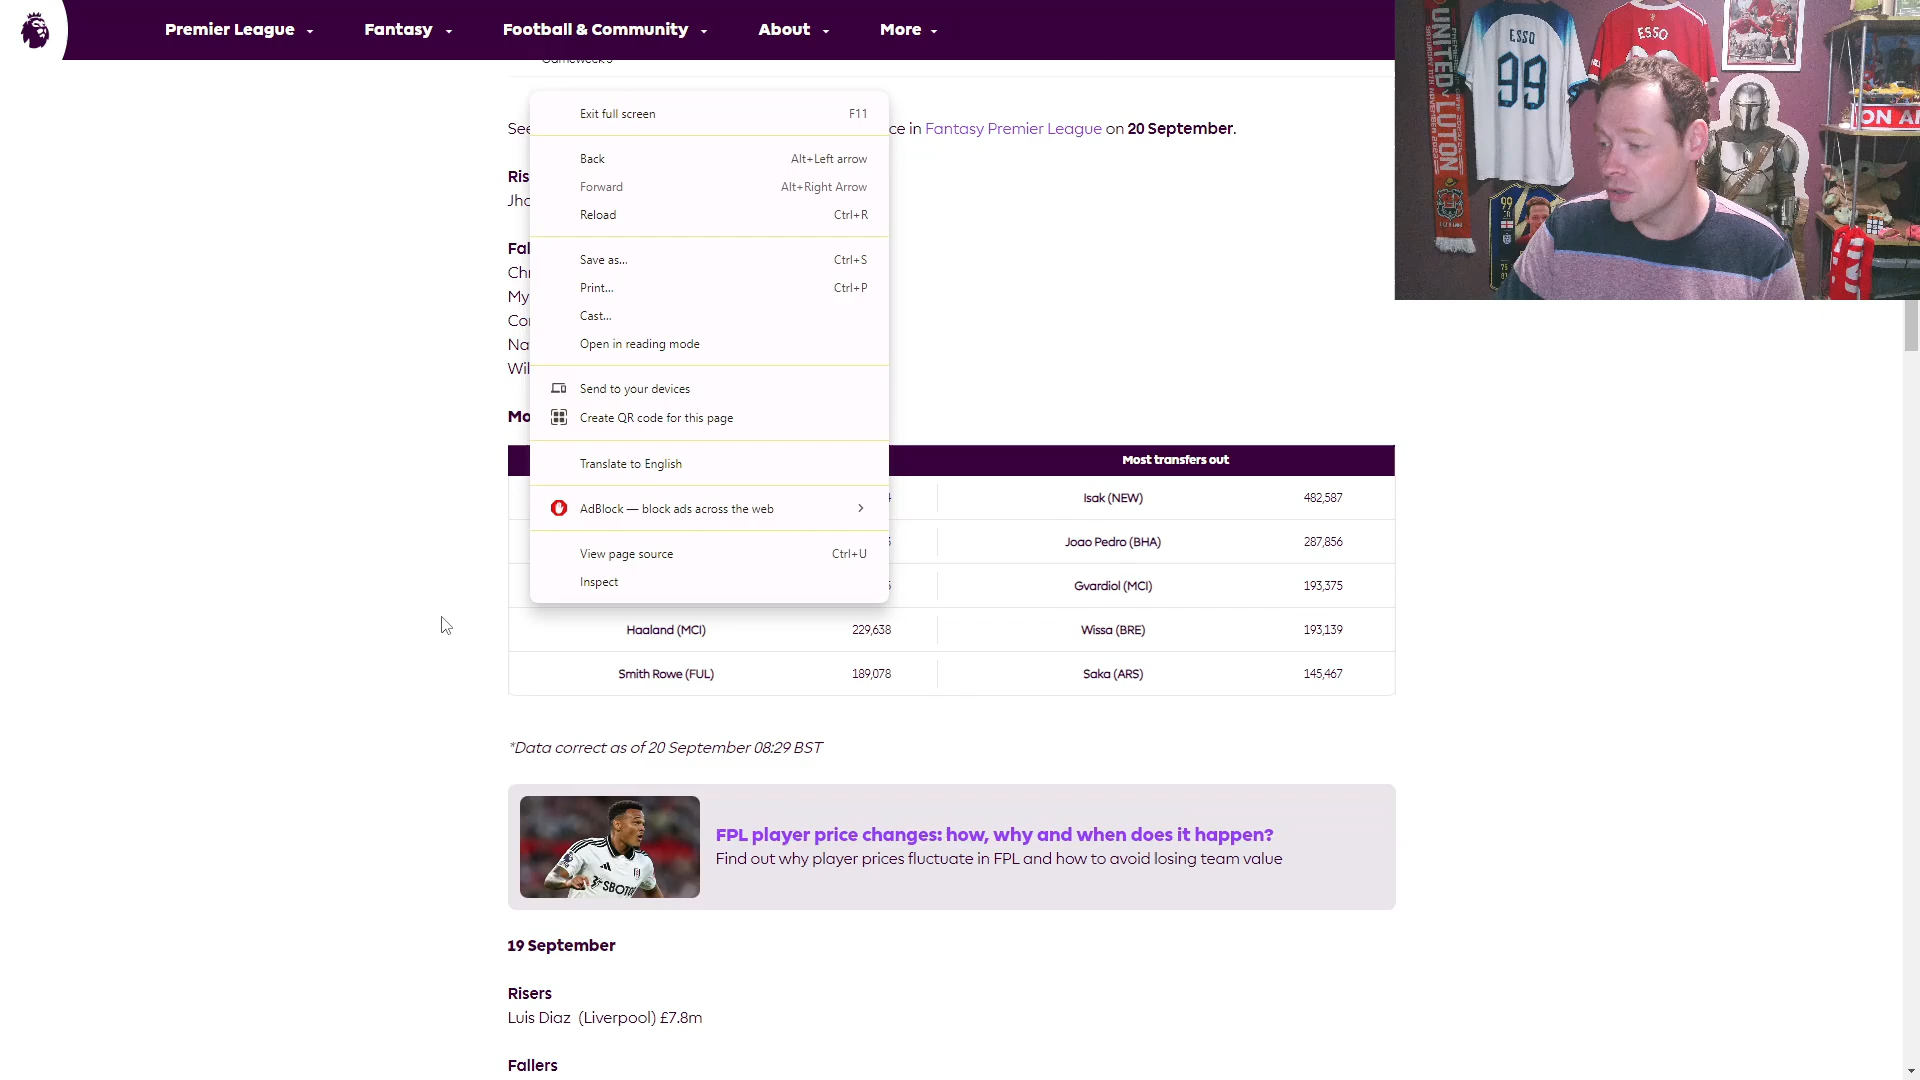 Premier League
Fantasy
Football & Community
About
More
See
ce in Fantasy Premier League on 20 September.
Ris
Jho
Fal
Chr
My
Cor
Na
Wil
Mo
Exit full screen F11
Back Alt+Left arrow
Forward Alt+Right Arrow
Reload Ctrl+R
Save as... Ctrl+S
Print... Ctrl+P
Cast...
Open in reading mode
Send to your devices
Create QR code for this page
Translate to English
AdBlock — block ads across the web
View page source Ctrl+U
Inspect
Most transfers out
Isak (NEW) 482,587
Joao Pedro (BHA) 287,856
Gvardiol (MCI) 193,375
Haaland (MCI) 229,638 Wissa (BRE) 193,139
Smith Rowe (FUL) 189,078 Saka (ARS) 145,467
*Data correct as of 20 September 08:29 BST
FPL player price changes: how, why and when does it happen?
Find out why player prices fluctuate in FPL and how to avoid losing team value
19 September
Risers
Luis Diaz (Liverpool) £7.8m
Fallers
ESSO
99
ESSO
UNITED
LUTON
99
ON A
SBOT